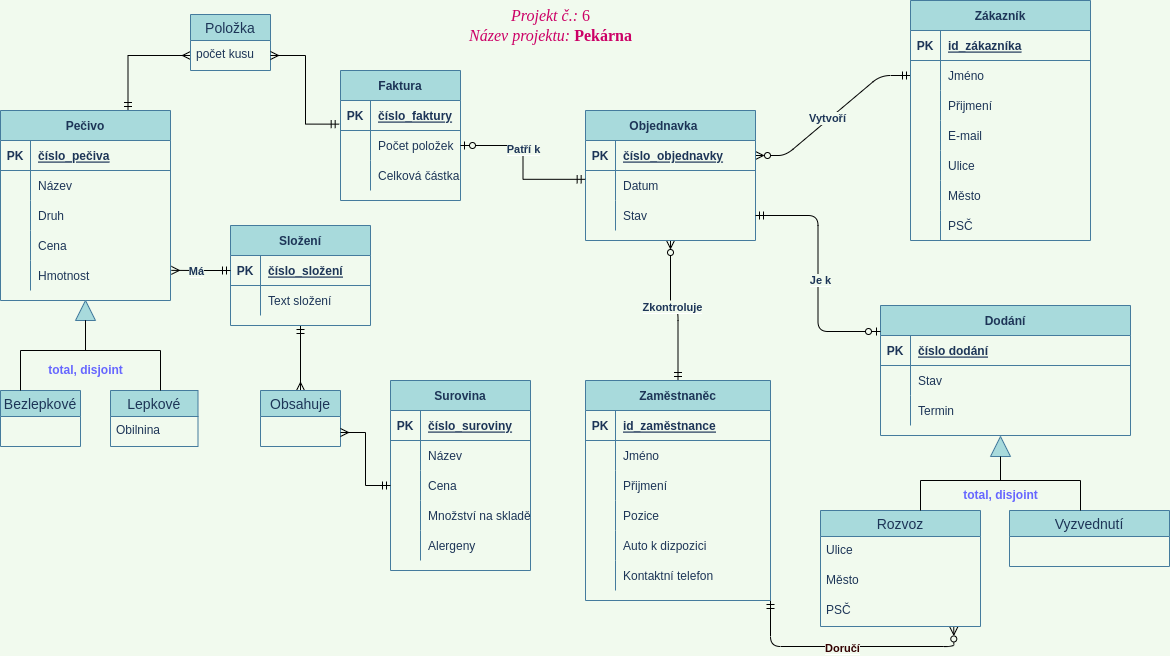 Projekt č.: 6
Název projektu: Pekárna
Položka
počet kusu
Faktura
PK číslo_faktury
Počet položek
Celková částka
Pečivo
PK číslo_pečiva
Název
Druh
Cena
Hmotnost
Patří k
Objednavka
PK číslo_objednavky
Datum
Stav
Vytvoří
Zákazník
PK id_zákazníka
Jméno
Přijmení
E-mail
Ulice
Město
PSČ
Má
Složení
PK číslo_složení
Text složení
Zkontroluje
Je k
total, disjoint
Bezlepkové
Lepkové
Obilnina
Obsahuje
Surovina
PK číslo_suroviny
Název
Cena
Množství na skladě
Alergeny
Zaměstnaněc
PK id_zaměstnance
Jméno
Přijmení
Pozice
Auto k dizpozici
Kontaktní telefon
Dodání
PK číslo dodání
Stav
Termin
total, disjoint
Rozvoz
Ulice
Město
PSČ
Vyzvednutí
Doručí